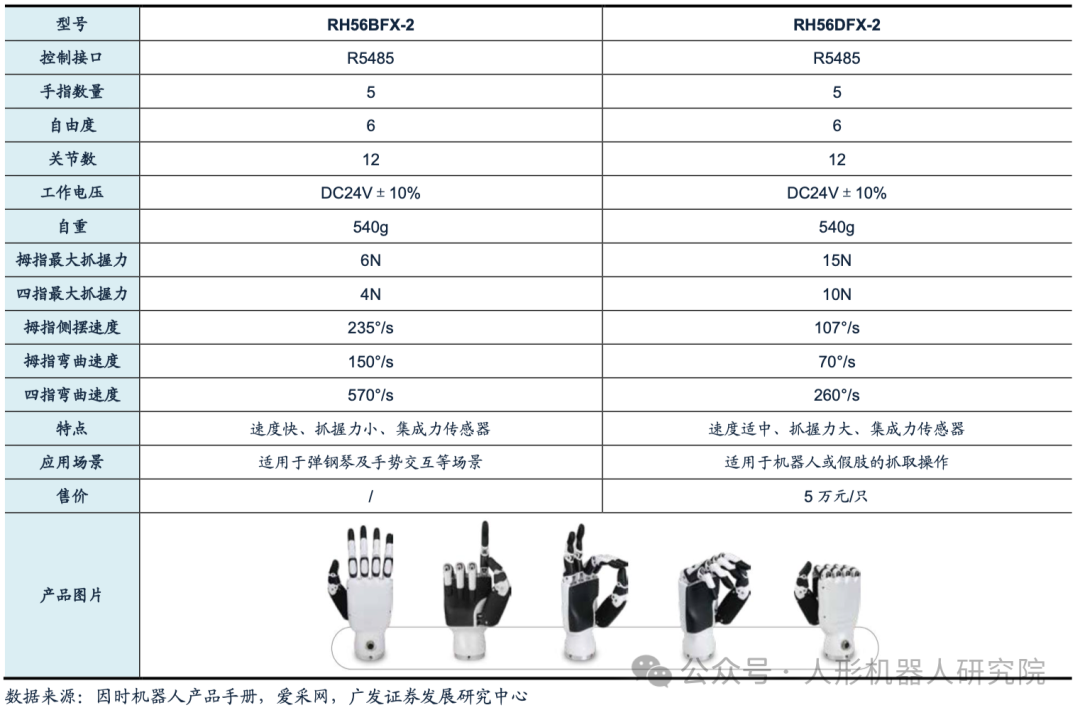 型号 RH56BFX-2 RH56DFX-2
控制接口 R5485 R5485
手指数量 5 5
自由度 6 6
关节数 12 12
工作电压 DC24V±10% DC24V±10%
自重 540g 540g
拇指最大抓握力 6N 15N
四指最大抓握力 4N 10N
拇指侧摆速度 235°/s 107°/s
拇指弯曲速度 150°/s 70°/s
四指弯曲速度 570°/s 260°/s
特点 速度快、抓握力小、集成力传感器 速度适中、抓握力大、集成力传感器
应用场景 适用于弹钢琴及手势交互等场景 适用于机器人或假肢的抓取操作
售价 / 5 万元/只
产品图片
公众号 · 人形机器人研究院
数据来源：因时机器人产品手册，爱采网，广发证券发展研究中心